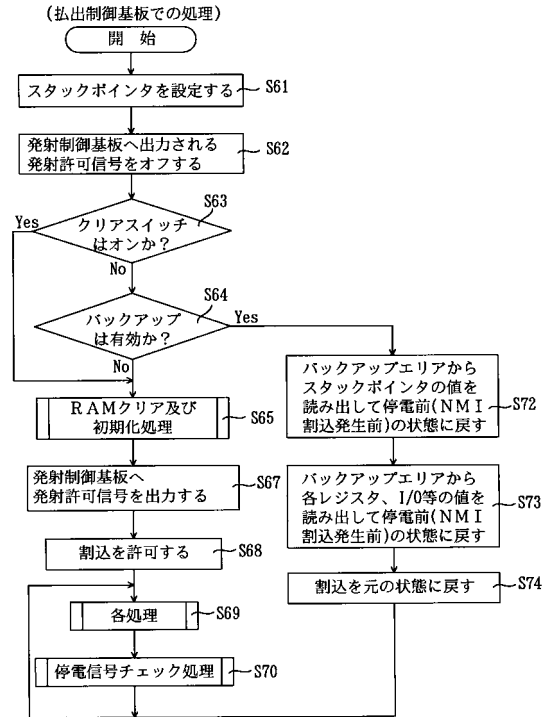 (払出制御基板での処理)
開　始
スタックポインタを設定する
S61
発射制御基板へ出力される
発射許可信号をオフする
S62
S63
クリアスイッチ
はオンか？
Yes
No
S64
バックアップ
は有効か？
Yes
No
RAMクリア及び
初期化処理
S65
発射制御基板へ
発射許可信号を出力する
S67
割込を許可する
S68
各処理
S69
停電信号チェック処理
S70
バックアップエリアから
スタックポインタの値を
読み出して停電前(NMI
割込発生前)の状態に戻す
S72
バックアップエリアから
各レジスタ、I/O等の値を
読み出して停電前(NMI
割込発生前)の状態に戻す
S73
割込を元の状態に戻す
S74